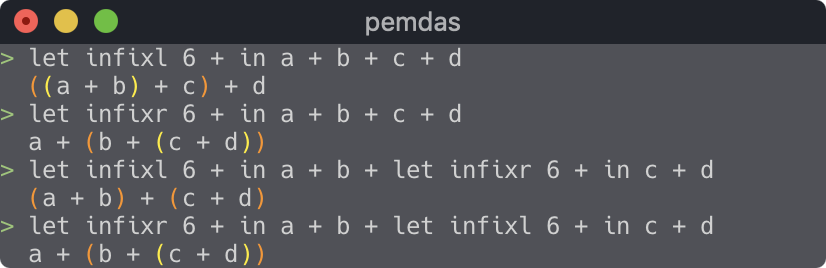 pemdas
> let infixl 6 + in a + b + c + d
((a + b) + c) + d
> let infixr 6 + in a + b + c + d
a + (b + (c + d))
> let infixl 6 + in a + b + let infixr 6 + in c + d
(a + b) + (c + d)
> let infixr 6 + in a + b + let infixl 6 + in c + d
a + (b + (c + d))